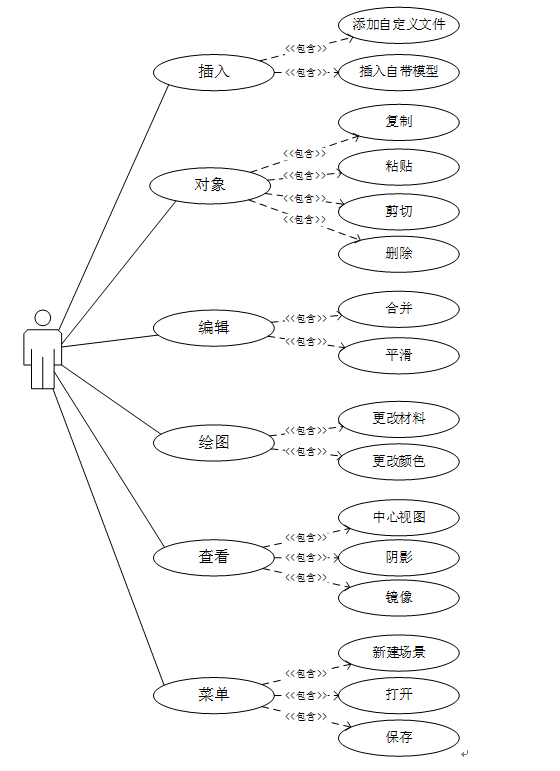 添加自定义文件
<<包含>>
插入
<<包含>>
插入自带模型
复制
<<包含>>
粘贴
<<包含>>
对象
<<包含>>
剪切
<<包含>>
删除
合并
<<包含>>
编辑
<<包含>>
平滑
更改材料
<<包含>>
绘图
<<包含>>
更改颜色
中心视图
<<包含>>
查看
<<包含>>
阴影
<<包含>>
镜像
新建场景
<<包含>>
菜单
<<包含>>
打开
<<包含>>
保存